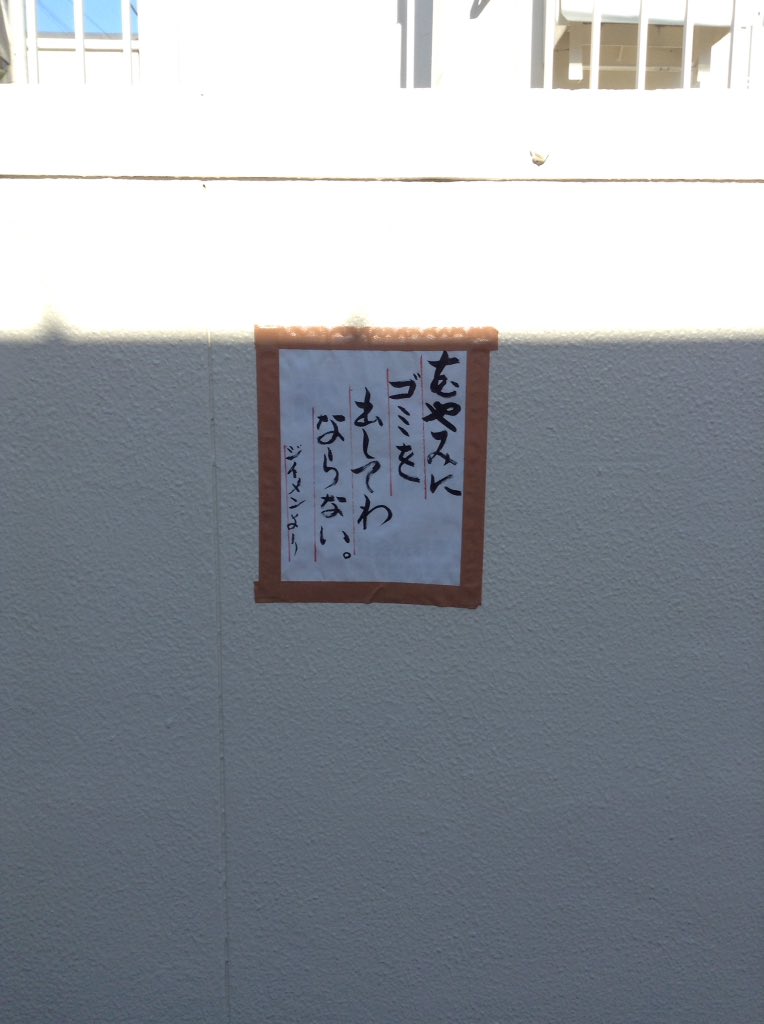 むやみに
ゴミを
出してわ
ならない。
ジイメンより